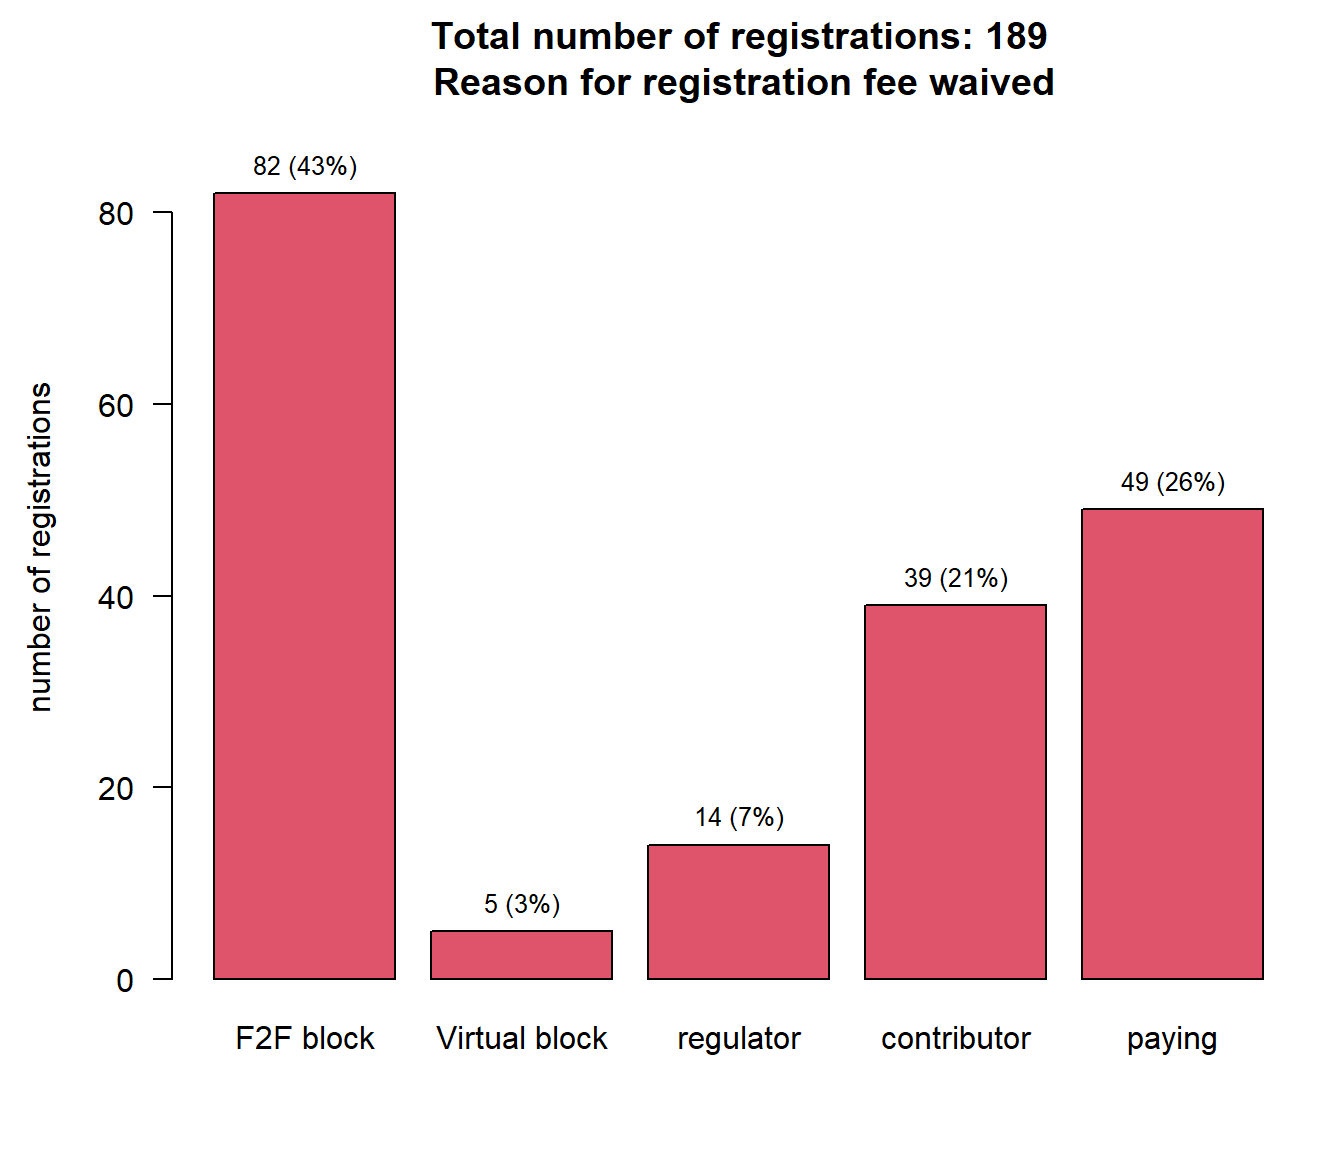 Total number of registrations: 189
Reason for registration fee waived
82 (43%)
80
60
40
20
0
number of registrations
5 (3%)
14 (7%)
39 (21%)
49 (26%)
F2F block
Virtual block
regulator
contributor
paying